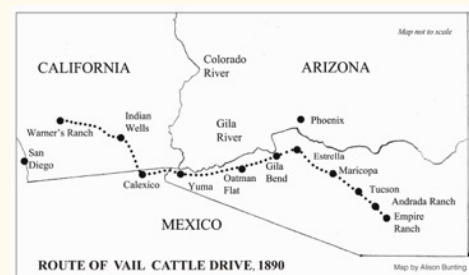 Map not to scale
CALIFORNIA
Colorado
River
ARIZONA
Indian
Wells
Warner's Ranch
Gila
River
Phoenix
San
Diego
Calexico
Yuma
Oatman
Flat
Gila
Bend
Estrella
Maricopa
Tucson
Andrada Ranch
Empire
Ranch
MEXICO
ROUTE OF VAIL CATTLE DRIVE, 1890
Map by Alison Bunting